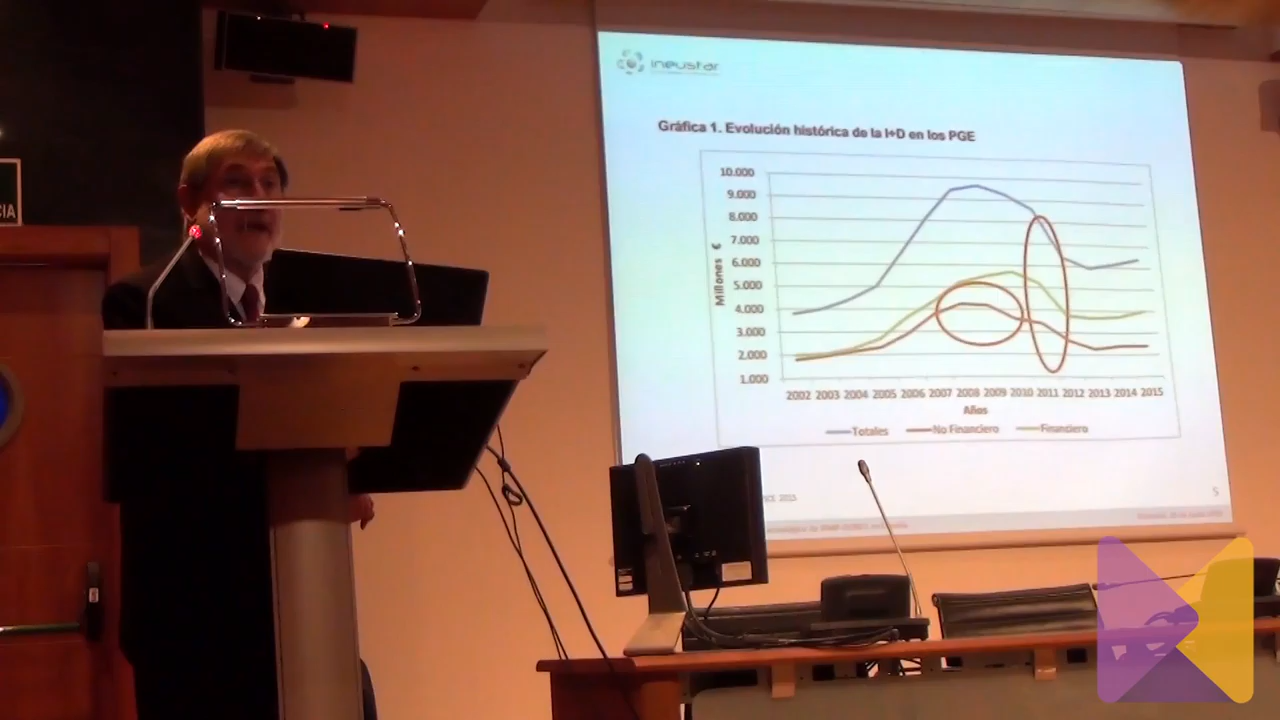 CIA
ineustar
Gráfica 1. Evolución histórica de la I+D en los PGE
10.000
9.000
8.000
7.000
6.000
5.000
4.000
3.000
2.000
1.000
Millones €
2002 2003 2004 2005 2006 2007 2008 2009 2010 2011 2012 2013 2014 2015
Años
Totales No Financiero Financiero
2015
5